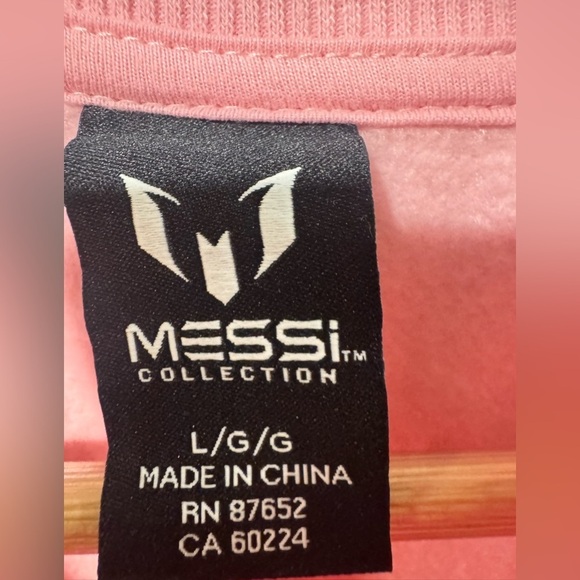 MESSi™
COLLECTION
L/G/G
MADE IN CHINA
RN 87652
CA 60224